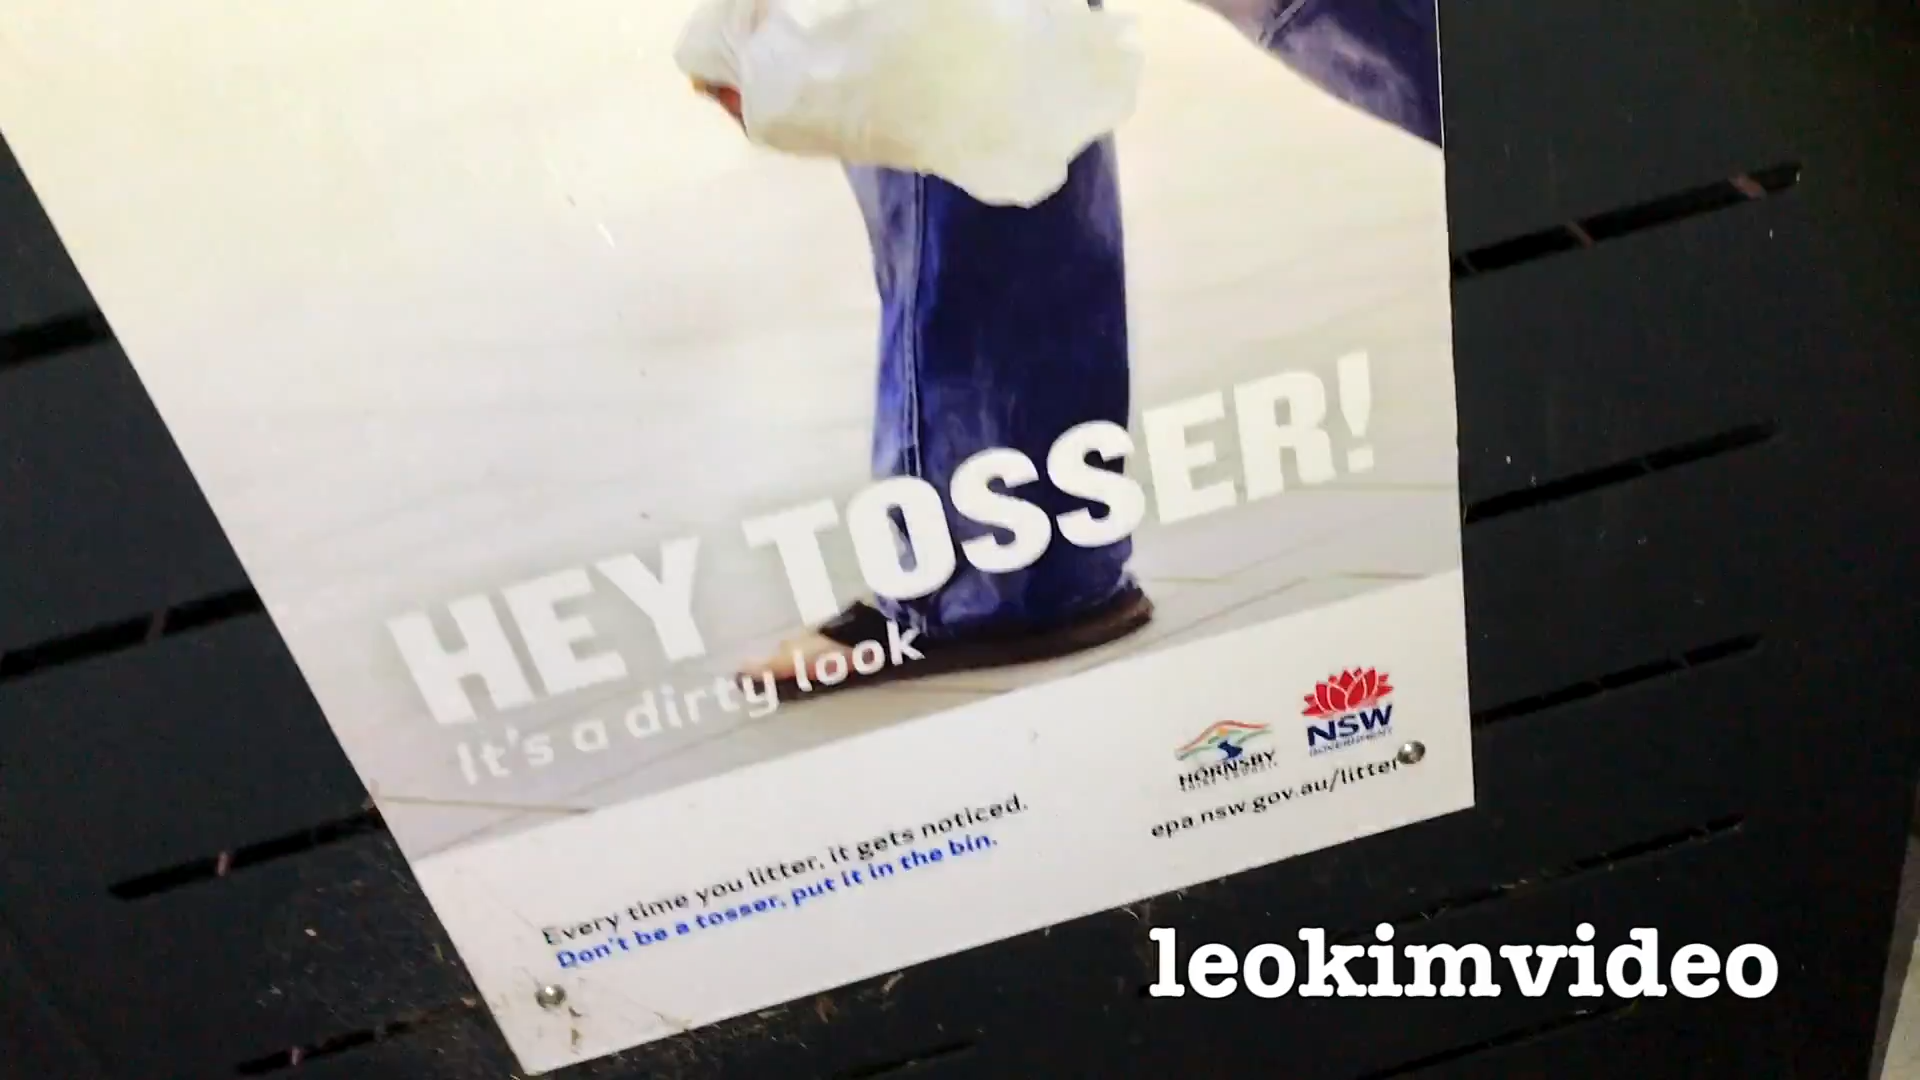 HEY TOSSER!
It's a dirty look
Every time you litter, it gets noticed.
Don't be a tosser, put it in the bin.
HORNSBY
NSW
GOVERNMENT
epa.nsw.gov.au/litter
leokimvideo